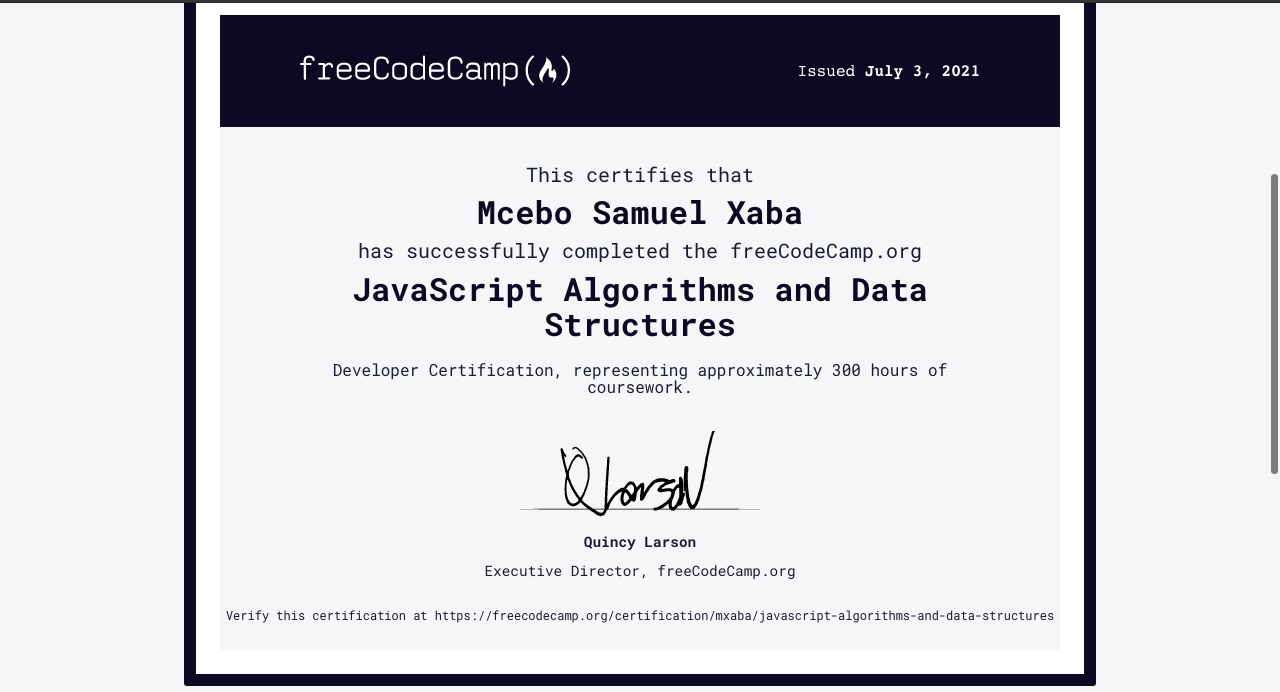 freeCodeCamp
Issued July 3, 2021
This certifies that
Mcebo Samuel Xaba
has successfully completed the freeCodeCamp.org
JavaScript Algorithms and Data
Structures
Developer Certification, representing approximately 300 hours of
coursework.
Q Larson
Quincy Larson
Executive Director, freeCodeCamp.org
Verify this certification at https://freecodecamp.org/certification/mxaba/javascript-algorithms-and-data-structures